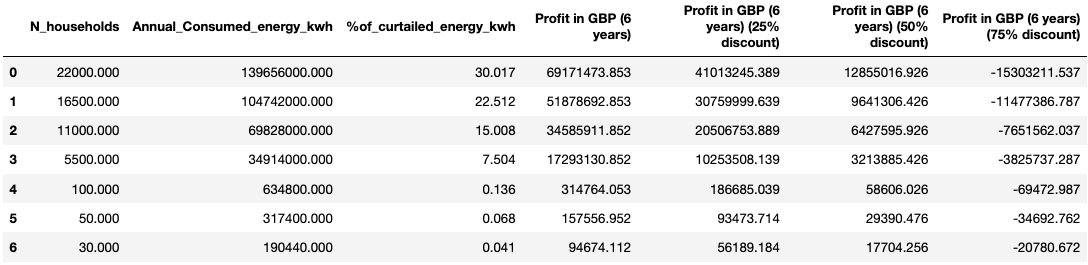 N_households Annual_Consumed_energy_kwh %of_curtailed_energy_kwh Profit in GBP (6 years) Profit in GBP (6 years) (25% discount) Profit in GBP (6 years) (50% discount) Profit in GBP (6 years) (75% discount)
0 22000.000 139656000.000 30.017 69171473.853 41013245.389 12855016.926 -15303211.537
1 16500.000 104742000.000 22.512 51878692.853 30759999.639 9641306.426 -11477386.787
2 11000.000 69828000.000 15.008 34585911.852 20506753.889 6427595.926 -7651562.037
3 5500.000 34914000.000 7.504 17293130.852 10253508.139 3213885.426 -3825737.287
4 100.000 634800.000 0.136 314764.053 186685.039 58606.026 -69472.987
5 50.000 317400.000 0.068 157556.952 93473.714 29390.476 -34692.762
6 30.000 190440.000 0.041 94674.112 56189.184 17704.256 -20780.672